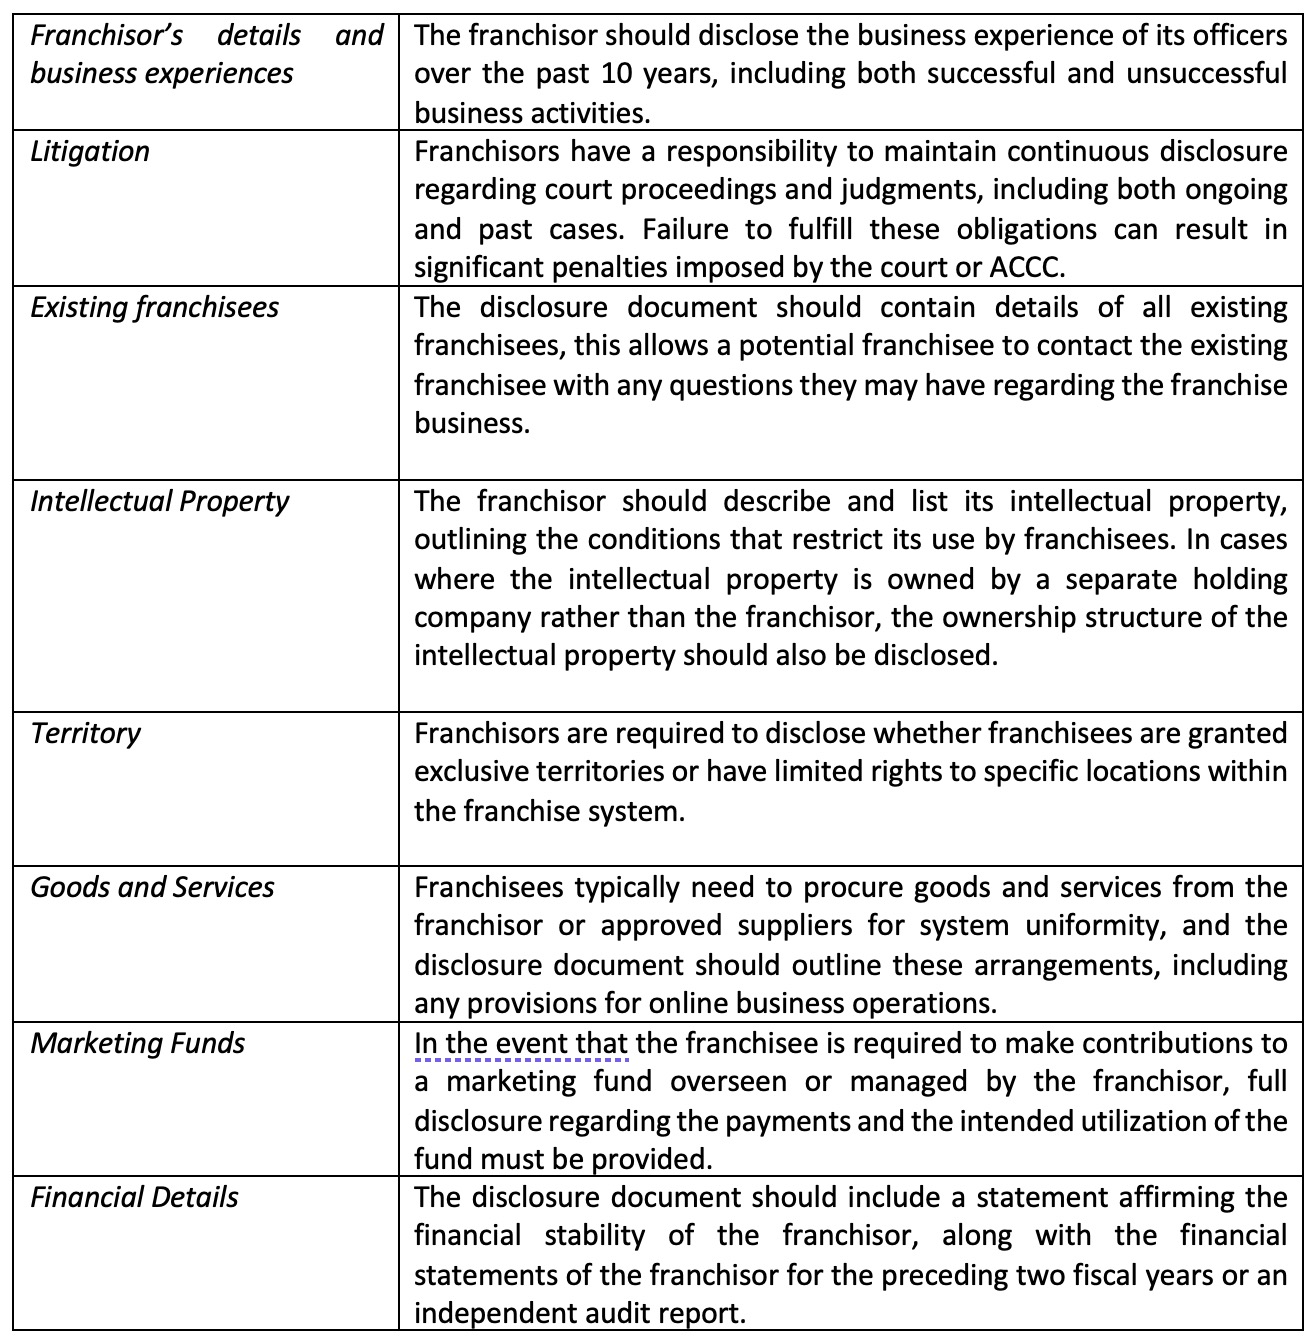 Franchisor’s details and
business experiences
The franchisor should disclose the business experience of its officers
over the past 10 years, including both successful and unsuccessful
business activities.
Litigation
Franchisors have a responsibility to maintain continuous disclosure
regarding court proceedings and judgments, including both ongoing
and past cases. Failure to fulfill these obligations can result in
significant penalties imposed by the court or ACCC.
Existing franchisees
The disclosure document should contain details of all existing
franchisees, this allows a potential franchisee to contact the existing
franchisee with any questions they may have regarding the franchise
business.
Intellectual Property
The franchisor should describe and list its intellectual property,
outlining the conditions that restrict its use by franchisees. In cases
where the intellectual property is owned by a separate holding
company rather than the franchisor, the ownership structure of the
intellectual property should also be disclosed.
Territory
Franchisors are required to disclose whether franchisees are granted
exclusive territories or have limited rights to specific locations within
the franchise system.
Goods and Services
Franchisees typically need to procure goods and services from the
franchisor or approved suppliers for system uniformity, and the
disclosure document should outline these arrangements, including
any provisions for online business operations.
Marketing Funds
In the event that the franchisee is required to make contributions to
a marketing fund overseen or managed by the franchisor, full
disclosure regarding the payments and the intended utilization of the
fund must be provided.
Financial Details
The disclosure document should include a statement affirming the
financial stability of the franchisor, along with the financial
statements of the franchisor for the preceding two fiscal years or an
independent audit report.